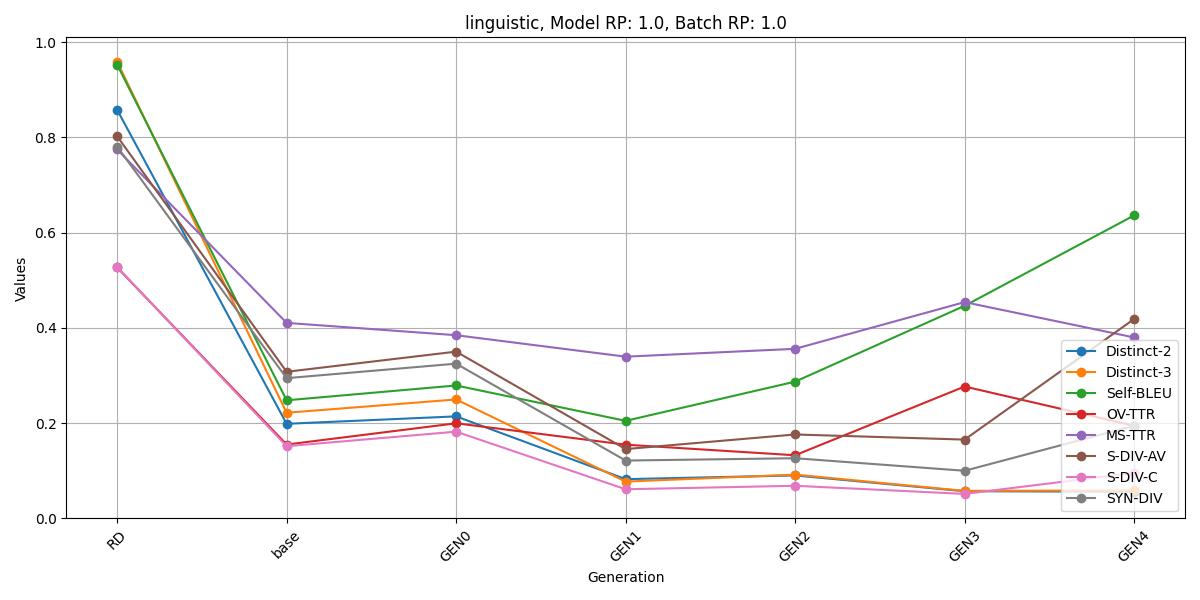 linguistic, Model RP: 1.0, Batch RP: 1.0
1.0
0.8
0.6
0.4
0.2
0.0
Values
RD
base
GEN0
GEN1
GEN2
GEN3
GEN4
Generation
Distinct-2
Distinct-3
Self-BLEU
OV-TTR
MS-TTR
S-DIV-AV
S-DIV-C
SYN-DIV